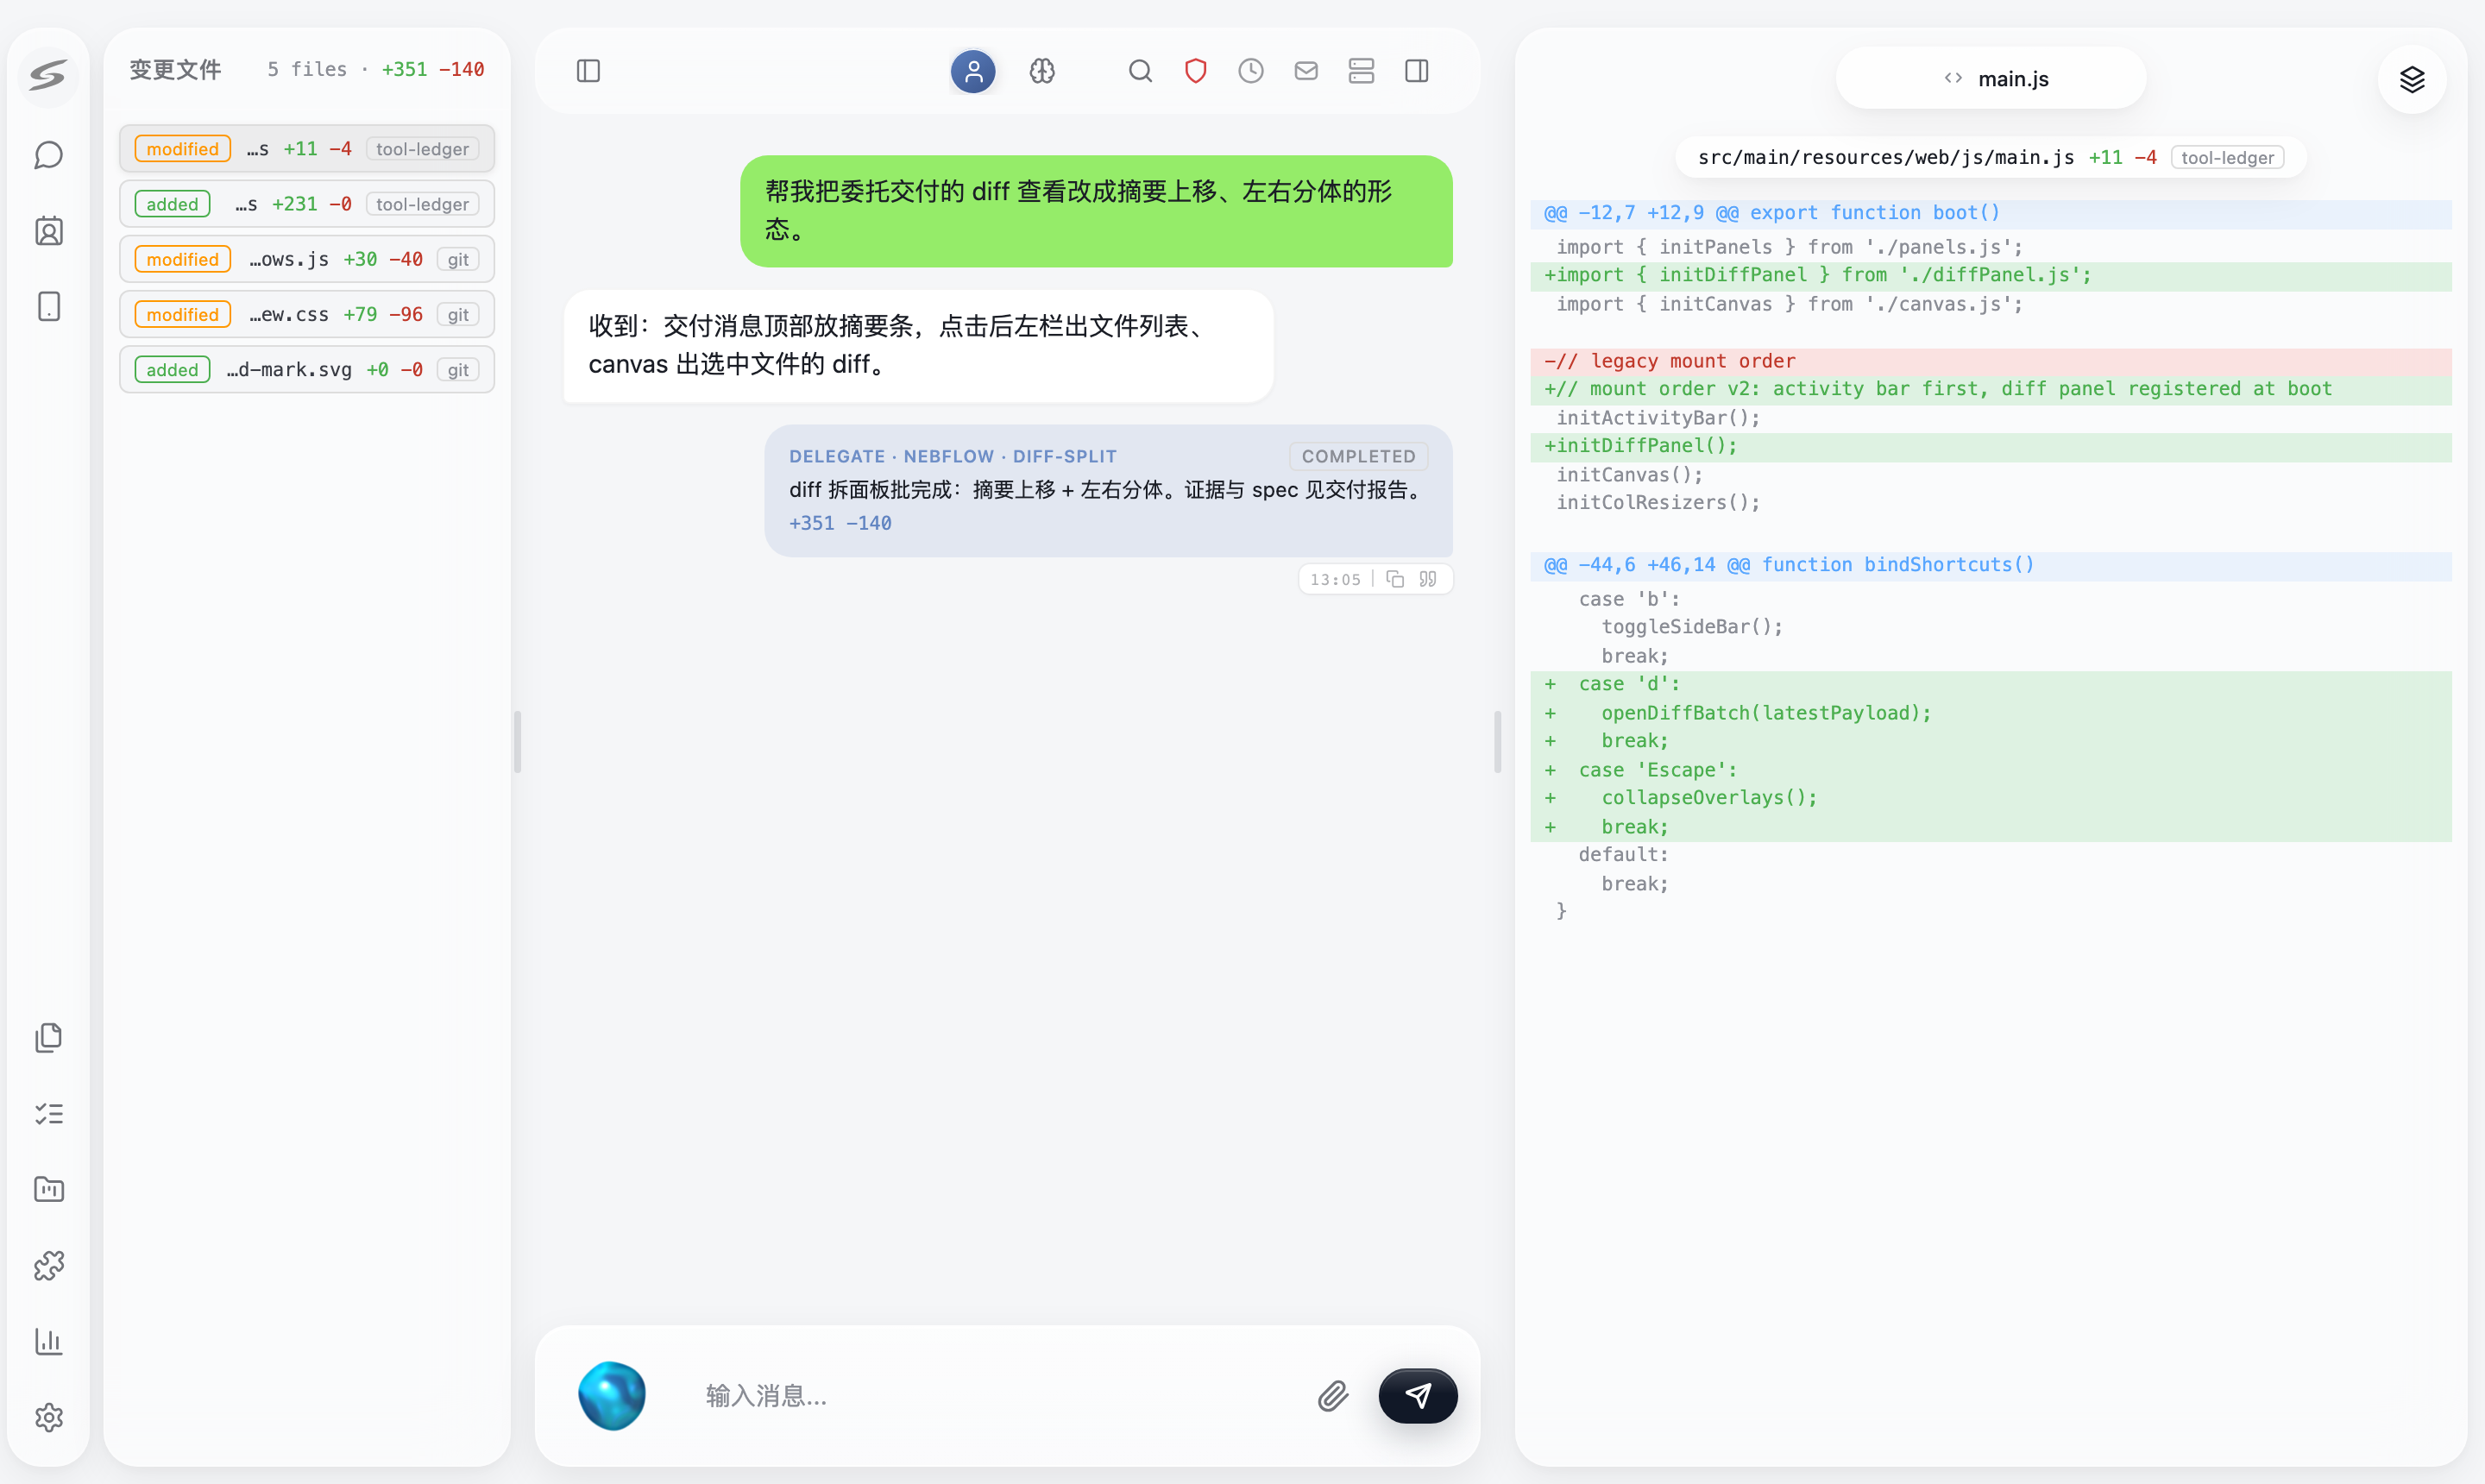 变更文件 5 files · +351 −140
modified …s +11 −4 tool-ledger
added …s +231 −0 tool-ledger
modified …ows.js +30 −40 git
modified …ew.css +79 −96 git
added …d-mark.svg +0 −0 git
帮我把委托交付的 diff 查看改成摘要上移、左右分体的形
态。
收到：交付消息顶部放摘要条，点击后左栏出文件列表、
canvas 出选中文件的 diff。
DELEGATE · NEBFLOW · DIFF-SPLIT COMPLETED
diff 拆面板批完成：摘要上移 + 左右分体。证据与 spec 见交付报告。
+351 −140
13:05
输入消息...
main.js
src/main/resources/web/js/main.js +11 −4 tool-ledger
@@ −12,7 +12,9 @@ export function boot()
import { initPanels } from './panels.js';
+import { initDiffPanel } from './diffPanel.js';
import { initCanvas } from './canvas.js';
−// legacy mount order
+// mount order v2: activity bar first, diff panel registered at boot
initActivityBar();
+initDiffPanel();
initCanvas();
initColResizers();
@@ −44,6 +46,14 @@ function bindShortcuts()
case 'b':
toggleSideBar();
break;
+ case 'd':
+ openDiffBatch(latestPayload);
+ break;
+ case 'Escape':
+ collapseOverlays();
+ break;
default:
break;
}